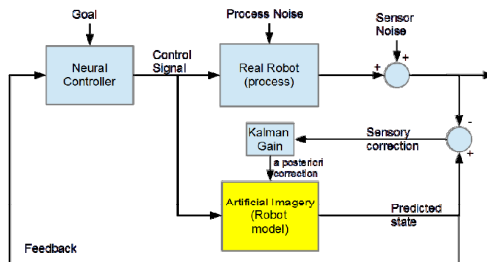 Goal
Process Noise
Sensor
Noise
Neural
Controller
Control
Signal
Real Robot
(process)
+
+
-
+
Kalman
Gain
Sensory
correction
a posteriori
correction
Artificial Imagery
(Robot
model)
Predicted
state
Feedback